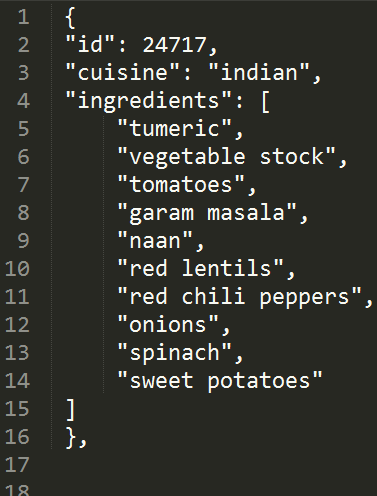 1 {
2 "id": 24717,
3 "cuisine": "indian",
4 "ingredients": [
5 "tumeric",
6 "vegetable stock",
7 "tomatoes",
8 "garam masala",
9 "naan",
10 "red lentils",
11 "red chili peppers",
12 "onions",
13 "spinach",
14 "sweet potatoes"
15 ]
16 },
17
18